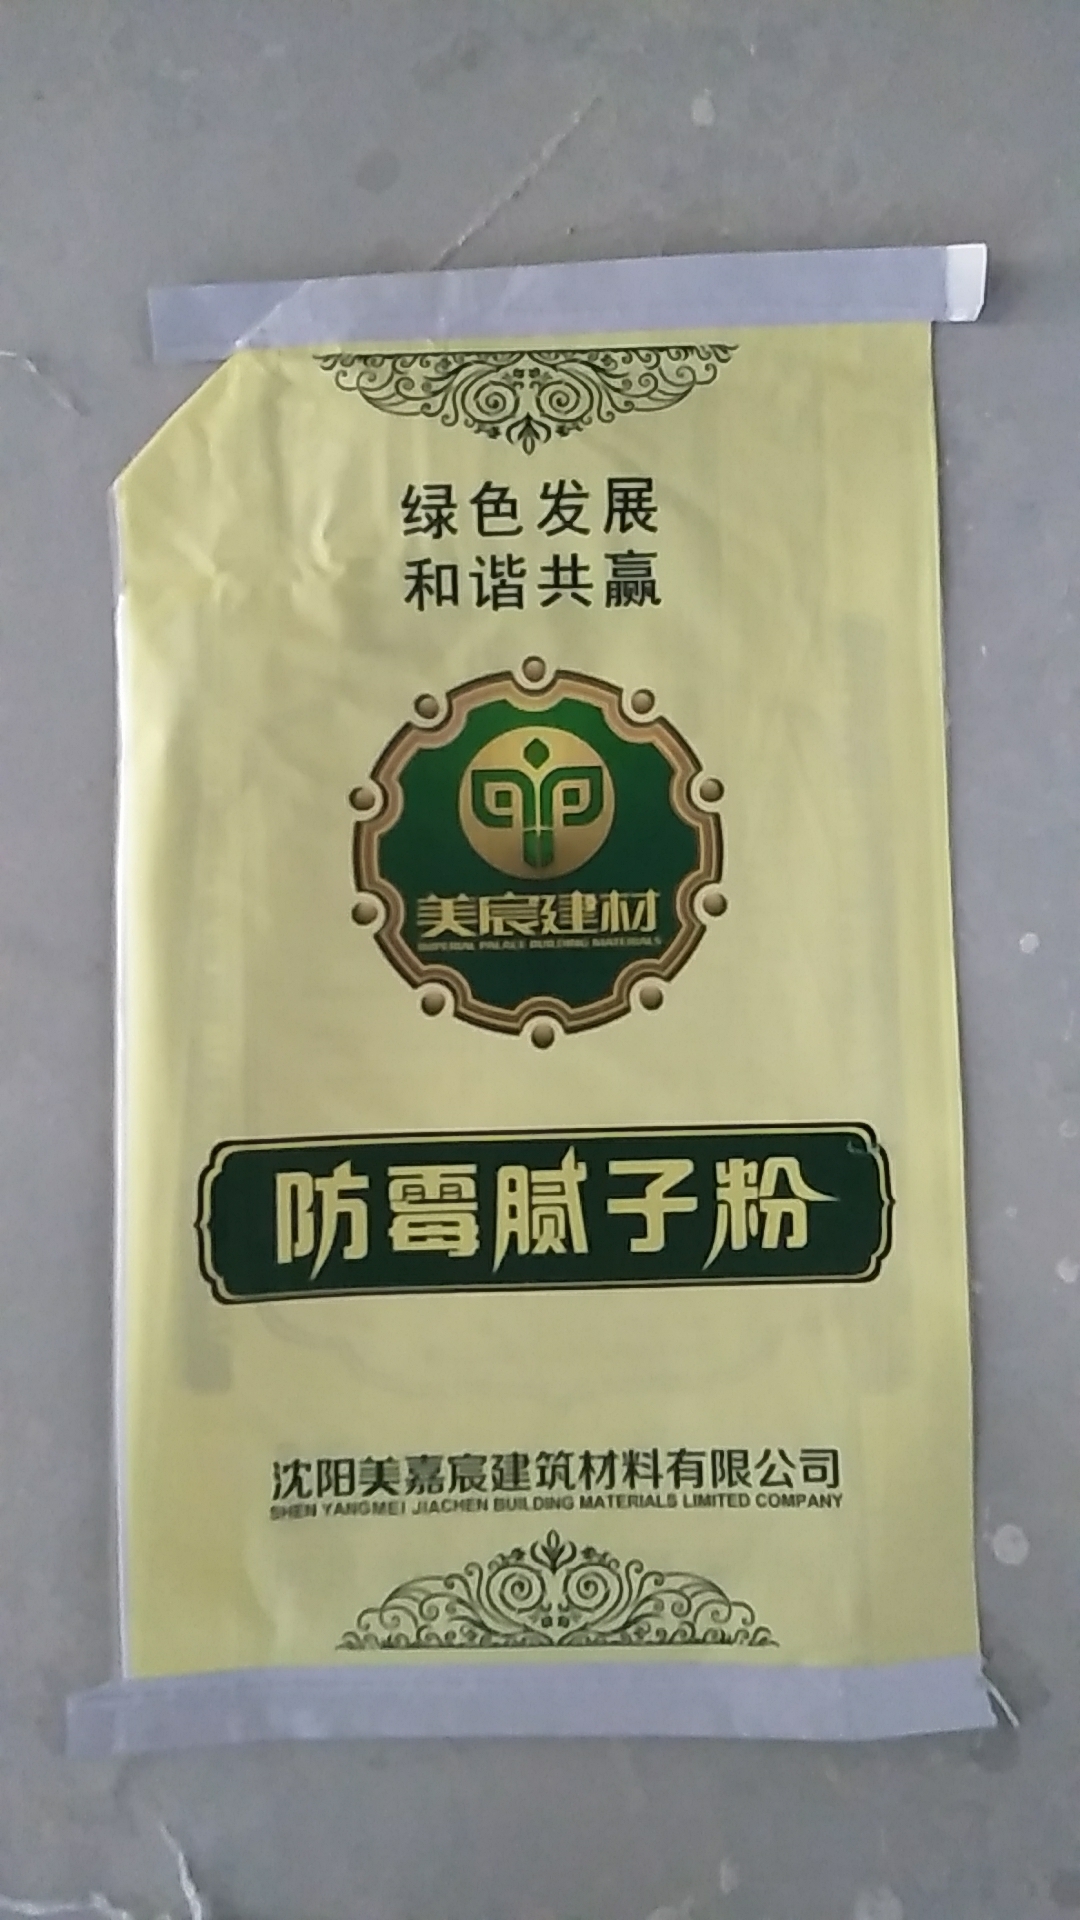 绿色发展
和谐共赢
美宸建材
IMPERIAL PALACE BUILDING MATERIALS
防霉腻子粉
沈阳美嘉宸建筑材料有限公司
SHEN YANGMEI JIACHEN BUILDING MATERIALS LIMITED COMPANY